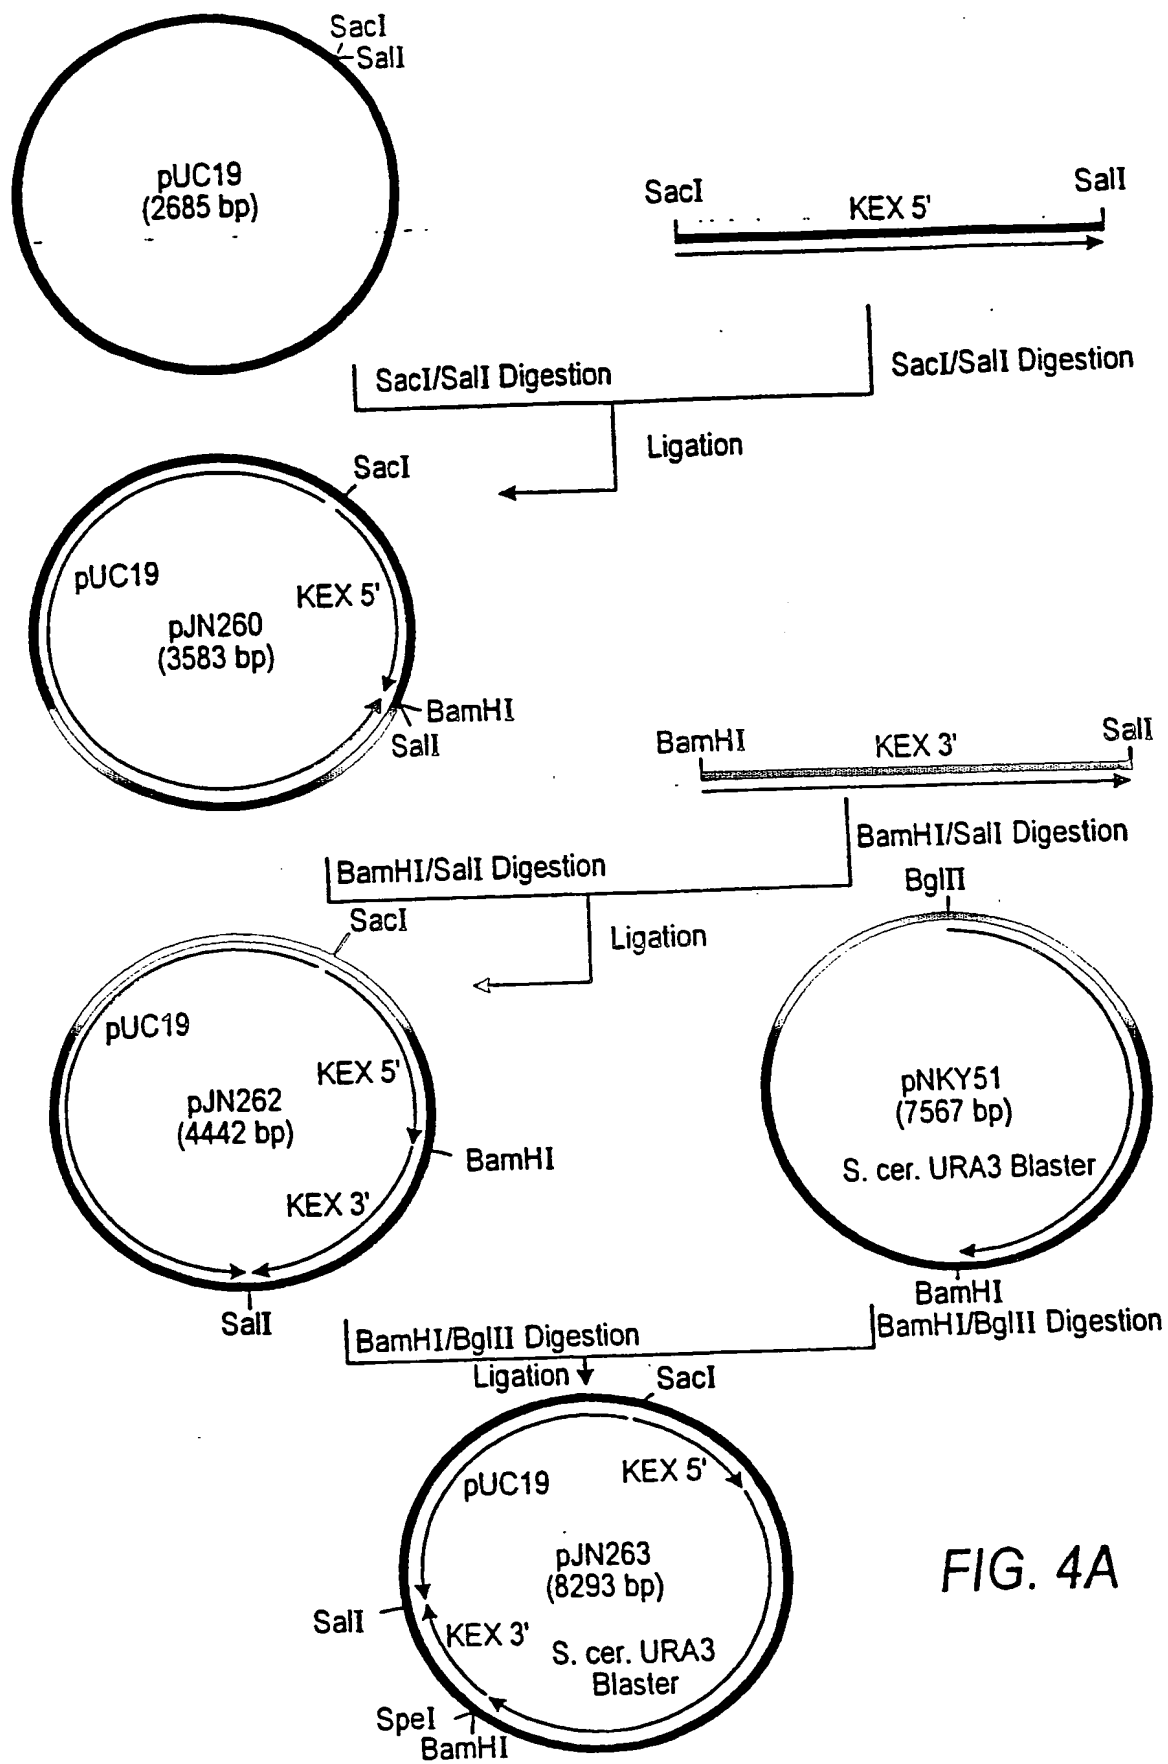 SacI
SalI
pUC19
(2685 bp)
SacI
SalI
KEX 5'
SacI/SalI Digestion
SacI/SalI Digestion
Ligation
SacI
pUC19
KEX 5'
pJN260
(3583 bp)
BamHI
SalI
BamHI
KEX 3'
SalI
BamHI/SalI Digestion
BamHI/SalI Digestion
BglII
SacI
Ligation
pUC19
KEX 5'
pJN262
(4442 bp)
BamHI
KEX 3'
SalI
pNKY51
(7567 bp)
S. cer. URA3 Blaster
BamHI
BamHI/BglII Digestion
BamHI/BglII Digestion
Ligation
SacI
KEX 5'
pUC19
pJN263
(8293 bp)
SalI
KEX 3'
S. cer. URA3
Blaster
SpeI
BamHI
FIG. 4A